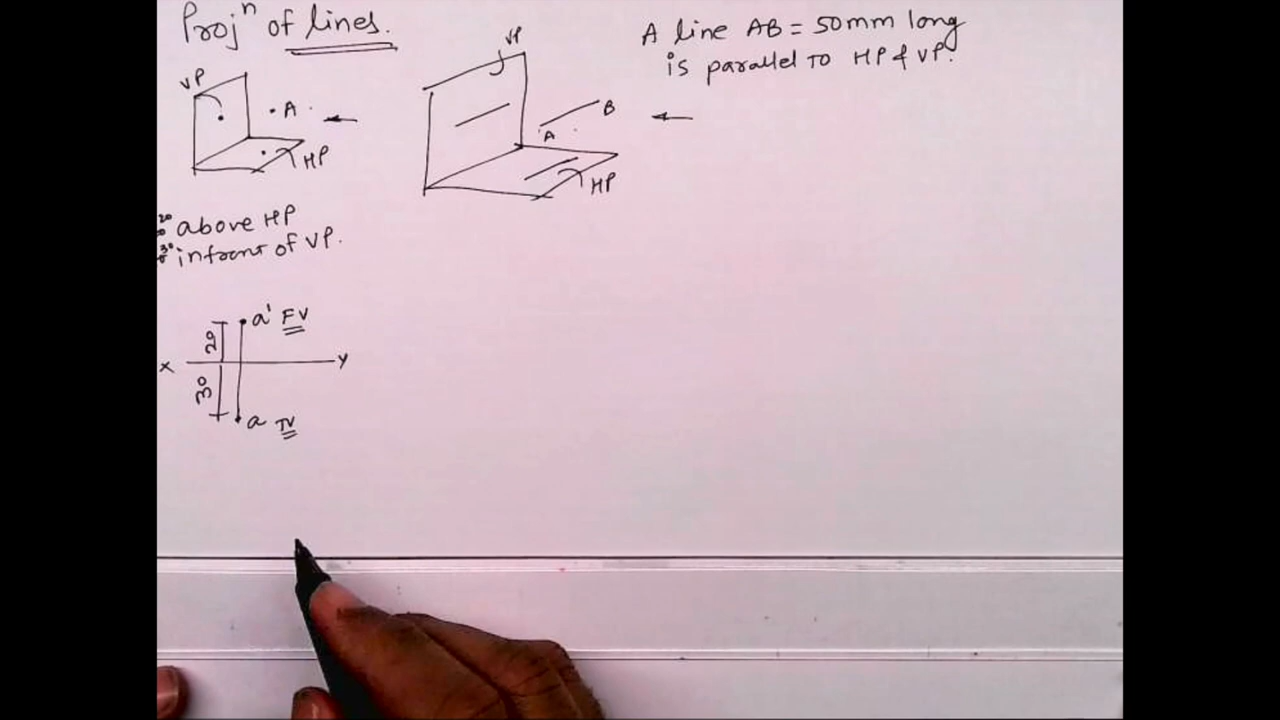 Projⁿ of lines.
A line AB = 50mm long
is parallel TO HP & VP.
VP
A
HP
VP
B
A
HP
20 above HP
30 infront of VP.
a' FV
20
X
Y
30
a TV